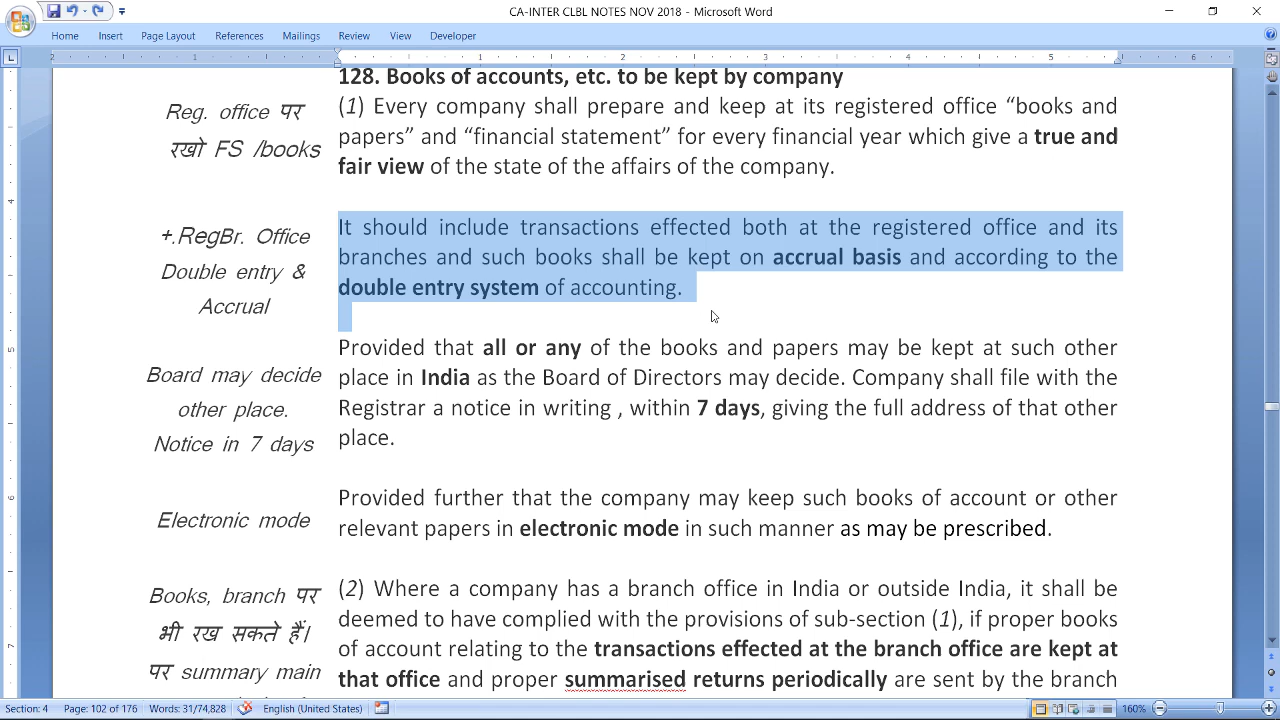 CA-INTER CLBL NOTES NOV 2018 - Microsoft Word
Home Insert Page Layout References Mailings Review View Developer
2 1 1 2 3 4 5 6
128. Books of accounts, etc. to be kept by company
Reg. office पर
रखो FS /books
(1) Every company shall prepare and keep at its registered office “books and
papers” and “financial statement” for every financial year which give a true and
fair view of the state of the affairs of the company.
+.RegBr. Office
Double entry &
Accrual
It should include transactions effected both at the registered office and its
branches and such books shall be kept on accrual basis and according to the
double entry system of accounting.
Board may decide
other place.
Notice in 7 days
Provided that all or any of the books and papers may be kept at such other
place in India as the Board of Directors may decide. Company shall file with the
Registrar a notice in writing , within 7 days, giving the full address of that other
place.
Electronic mode
Provided further that the company may keep such books of account or other
relevant papers in electronic mode in such manner as may be prescribed.
Books, branch पर
भी रख सकते हैं।
पर summary main
(2) Where a company has a branch office in India or outside India, it shall be
deemed to have complied with the provisions of sub-section (1), if proper books
of account relating to the transactions effected at the branch office are kept at
that office and proper summarised returns periodically are sent by the branch
4
5
6
7
Section: 4 Page: 102 of 176 Words: 31/74,828 English (United States) 160%